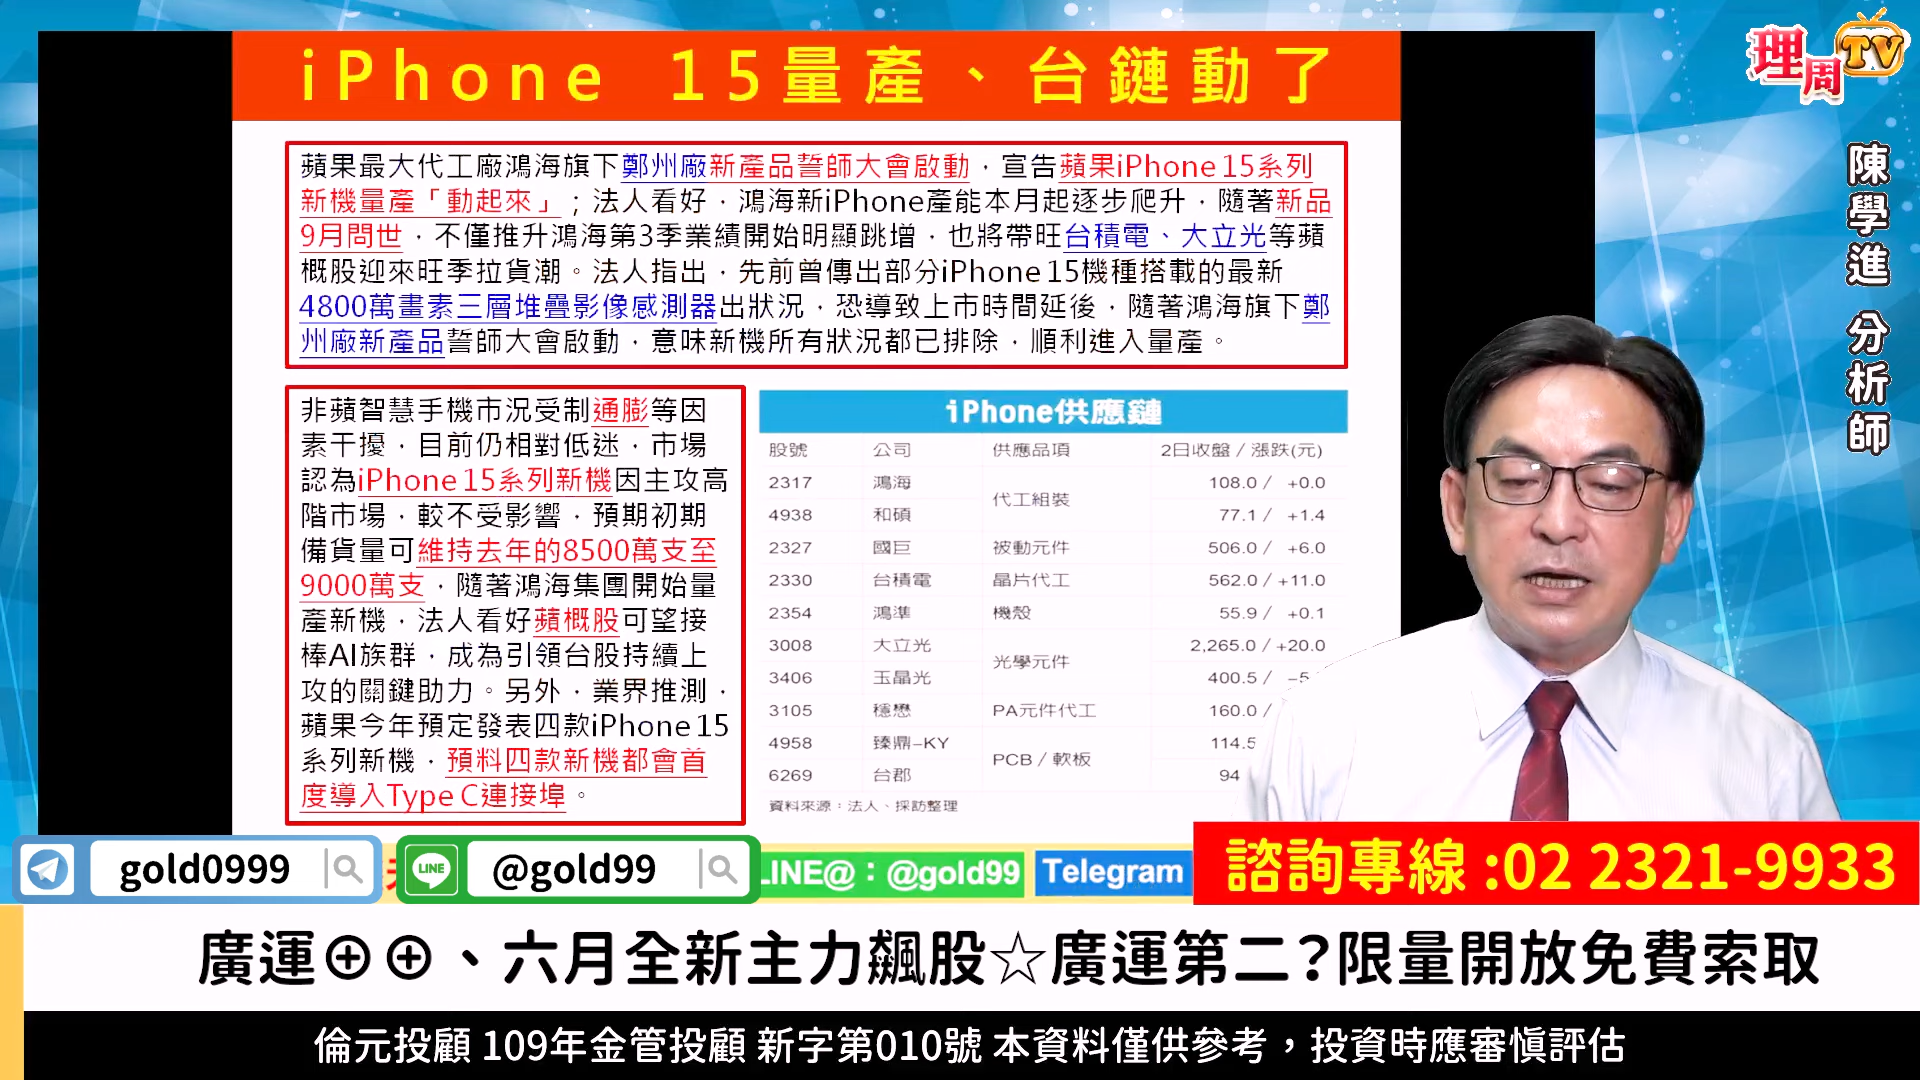 iPhone 15量產、台鏈動了
理周TV
陳學進 分析師
蘋果最大代工廠鴻海旗下鄭州廠新產品誓師大會啟動，宣告蘋果iPhone 15系列
新機量產「動起來」；法人看好，鴻海新iPhone產能本月起逐步爬升，隨著新品
9月問世，不僅推升鴻海第3季業績開始明顯跳增，也將帶旺台積電、大立光等蘋
概股迎來旺季拉貨潮。法人指出，先前曾傳出部分iPhone 15機種搭載的最新
4800萬畫素三層堆疊影像感測器出狀況，恐導致上市時間延後，隨著鴻海旗下鄭
州廠新產品誓師大會啟動，意味新機所有狀況都已排除，順利進入量產。
非蘋智慧手機市況受制通膨等因
素干擾，目前仍相對低迷，市場
認為iPhone 15系列新機因主攻高
階市場，較不受影響，預期初期
備貨量可維持去年的8500萬支至
9000萬支，隨著鴻海集團開始量
產新機，法人看好蘋概股可望接
棒AI族群，成為引領台股持續上
攻的關鍵助力。另外，業界推測，
蘋果今年預定發表四款iPhone 15
系列新機，預料四款新機都會首
度導入Type C連接埠。
iPhone供應鏈
股號 公司 供應品項 2日收盤 / 漲跌(元)
2317 鴻海 代工組裝 108.0 / +0.0
4938 和碩 77.1 / +1.4
2327 國巨 被動元件 506.0 / +6.0
2330 台積電 晶片代工 562.0 / +11.0
2354 鴻準 機殼 55.9 / +0.1
3008 大立光 光學元件 2,265.0 / +20.0
3406 玉晶光 400.5 / −5
3105 穩懋 PA元件代工 160.0 /
4958 臻鼎−KY PCB / 軟板 114.5
6269 台郡 94
資料來源：法人、採訪整理
gold0999
LINE @gold99
LINE@：@gold99 Telegram
諮詢專線 :02 2321-9933
廣運⊕⊕、六月全新主力飆股☆廣運第二?限量開放免費索取
倫元投顧 109年金管投顧 新字第010號 本資料僅供參考，投資時應審慎評估